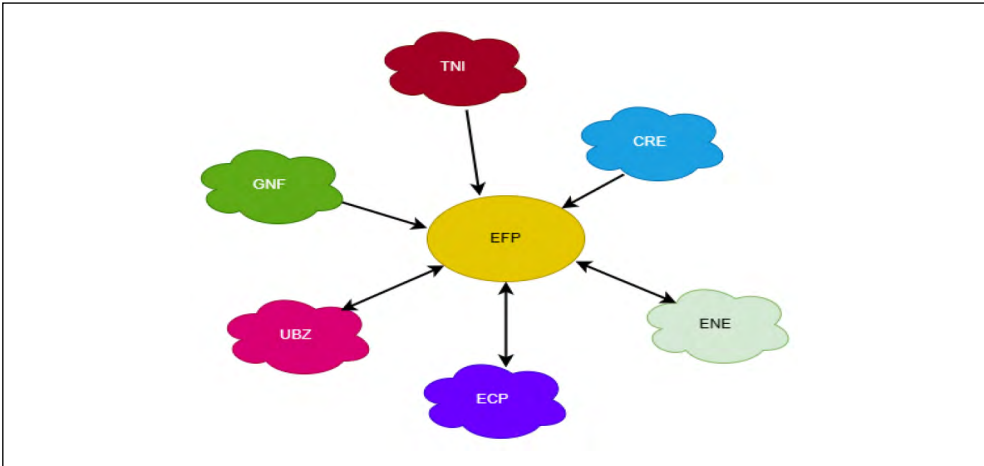 TNI
CRE
GNF
EFP
UBZ
ENE
ECP